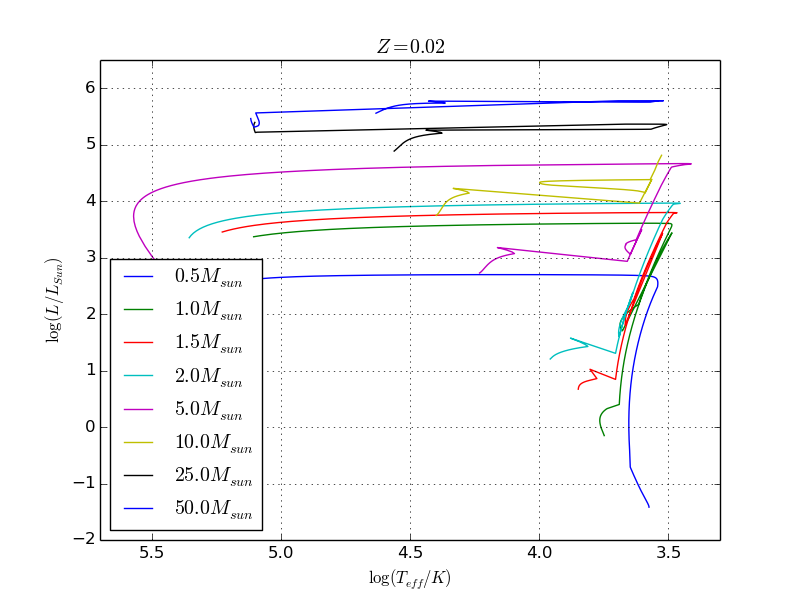 Z = 0.02
log(L/L_Sun)
6
5
4
3
2
1
0
−1
−2
0.5M_sun
1.0M_sun
1.5M_sun
2.0M_sun
5.0M_sun
10.0M_sun
25.0M_sun
50.0M_sun
5.5 5.0 4.5 4.0 3.5
log(T_eff/K)